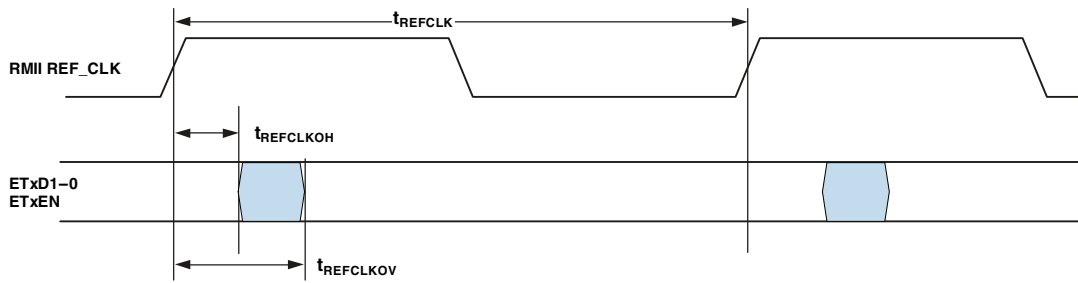 tREFCLK
RMII REF_CLK
tREFCLKOH
ETxD1–0
ETxEN
tREFCLKOV